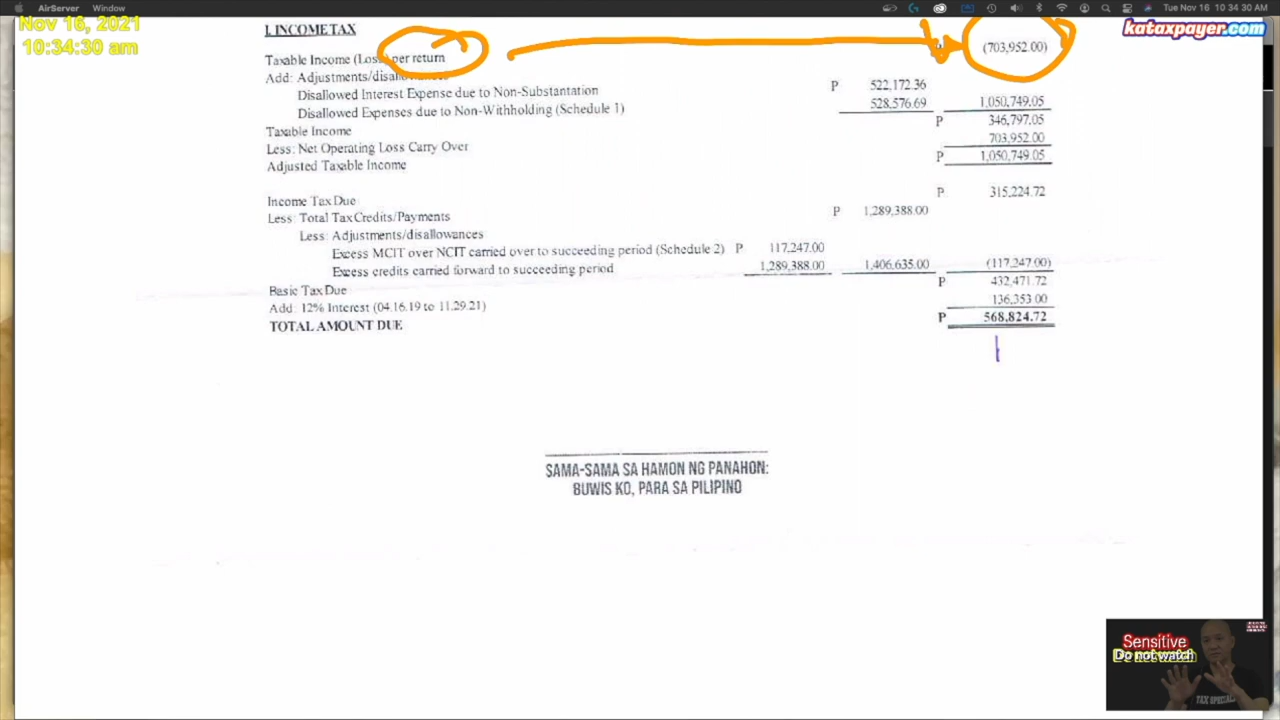 AirServer Window Tue Nov 16 10 34 30 AM
Nov 16, 2021
10:34:30 am
kataxpayer.com
I. INCOME TAX
Taxable Income (Loss) per return (703,952.00)
Add: Adjustments/disallowances
Disallowed Interest Expense due to Non-Substantation P 522,172.36
Disallowed Expenses due to Non-Withholding (Schedule 1) 528,576.69 1,050,749.05
Taxable Income P 346,797.05
Less: Net Operating Loss Carry Over 703,952.00
Adjusted Taxable Income P 1,050,749.05
Income Tax Due P 315,224.72
Less: Total Tax Credits/Payments P 1,289,388.00
Less: Adjustments/disallowances
Excess MCIT over NCIT carried over to succeeding period (Schedule 2) P 117,247.00
Excess credits carried forward to succeeding period 1,289,388.00 1,406,635.00 (117,247.00)
Basic Tax Due P 432,471.72
Add: 12% Interest (04.16.19 to 11.29.21) 136,353.00
TOTAL AMOUNT DUE P 568,824.72
SAMA-SAMA SA HAMON NG PANAHON:
BUWIS KO, PARA SA PILIPINO
Sensitive
Do not watch
TAX SPECIAL